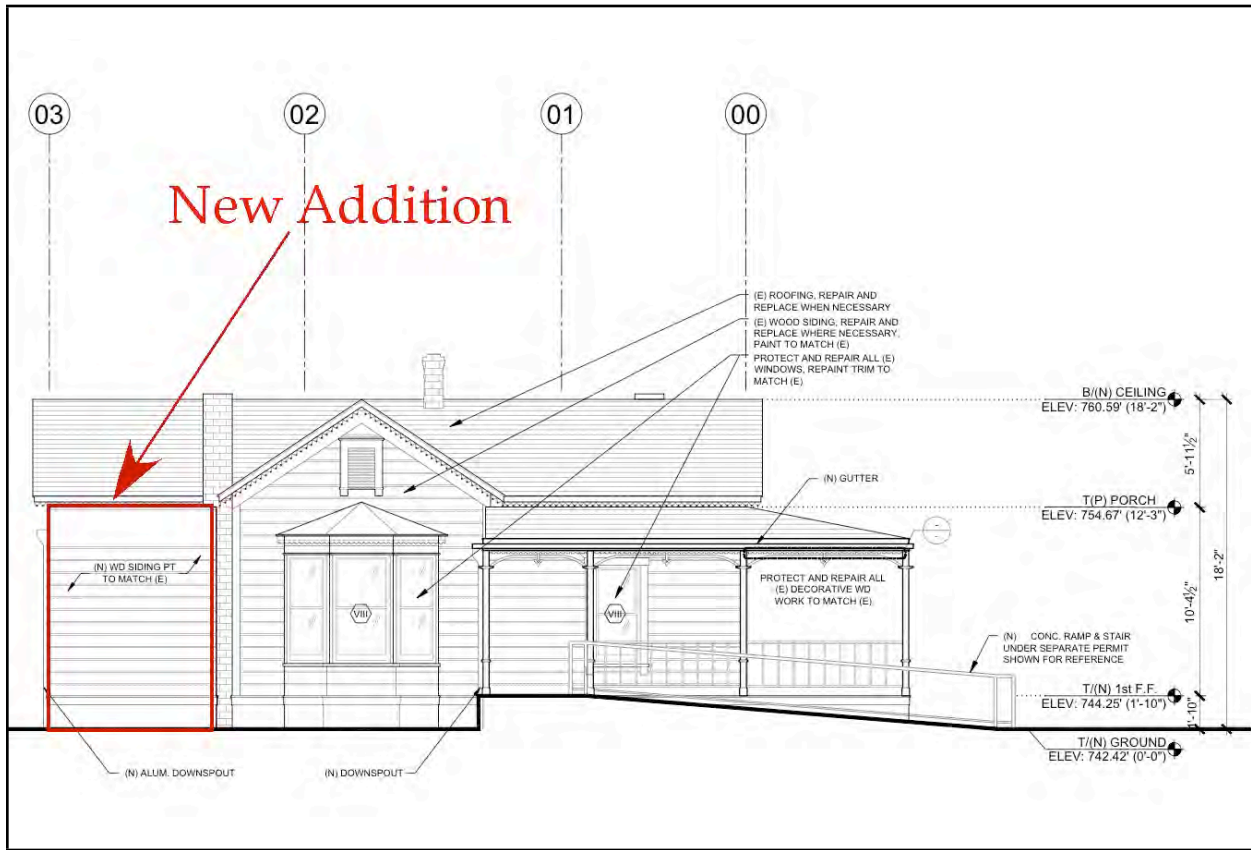 03
02
01
00
New Addition
(E) ROOFING, REPAIR AND
REPLACE WHEN NECESSARY
(E) WOOD SIDING, REPAIR AND
REPLACE WHERE NECESSARY,
PAINT TO MATCH (E)
PROTECT AND REPAIR ALL (E)
WINDOWS, REPAINT TRIM TO
MATCH (E)
B/(N) CEILING
ELEV: 760.59' (18'-2")
5'-11½"
(N) GUTTER
T(P) PORCH
ELEV: 754.67' (12'-3")
18'-2"
(N) WD SIDING PT
TO MATCH (E)
VIII
VIII
PROTECT AND REPAIR ALL
(E) DECORATIVE WD
WORK TO MATCH (E)
10'-4½"
(N) CONC. RAMP & STAIR
UNDER SEPARATE PERMIT
SHOWN FOR REFERENCE
T/(N) 1st F.F.
ELEV: 744.25' (1'-10")
1'-10"
T/(N) GROUND
ELEV: 742.42' (0'-0")
(N) ALUM. DOWNSPOUT
(N) DOWNSPOUT